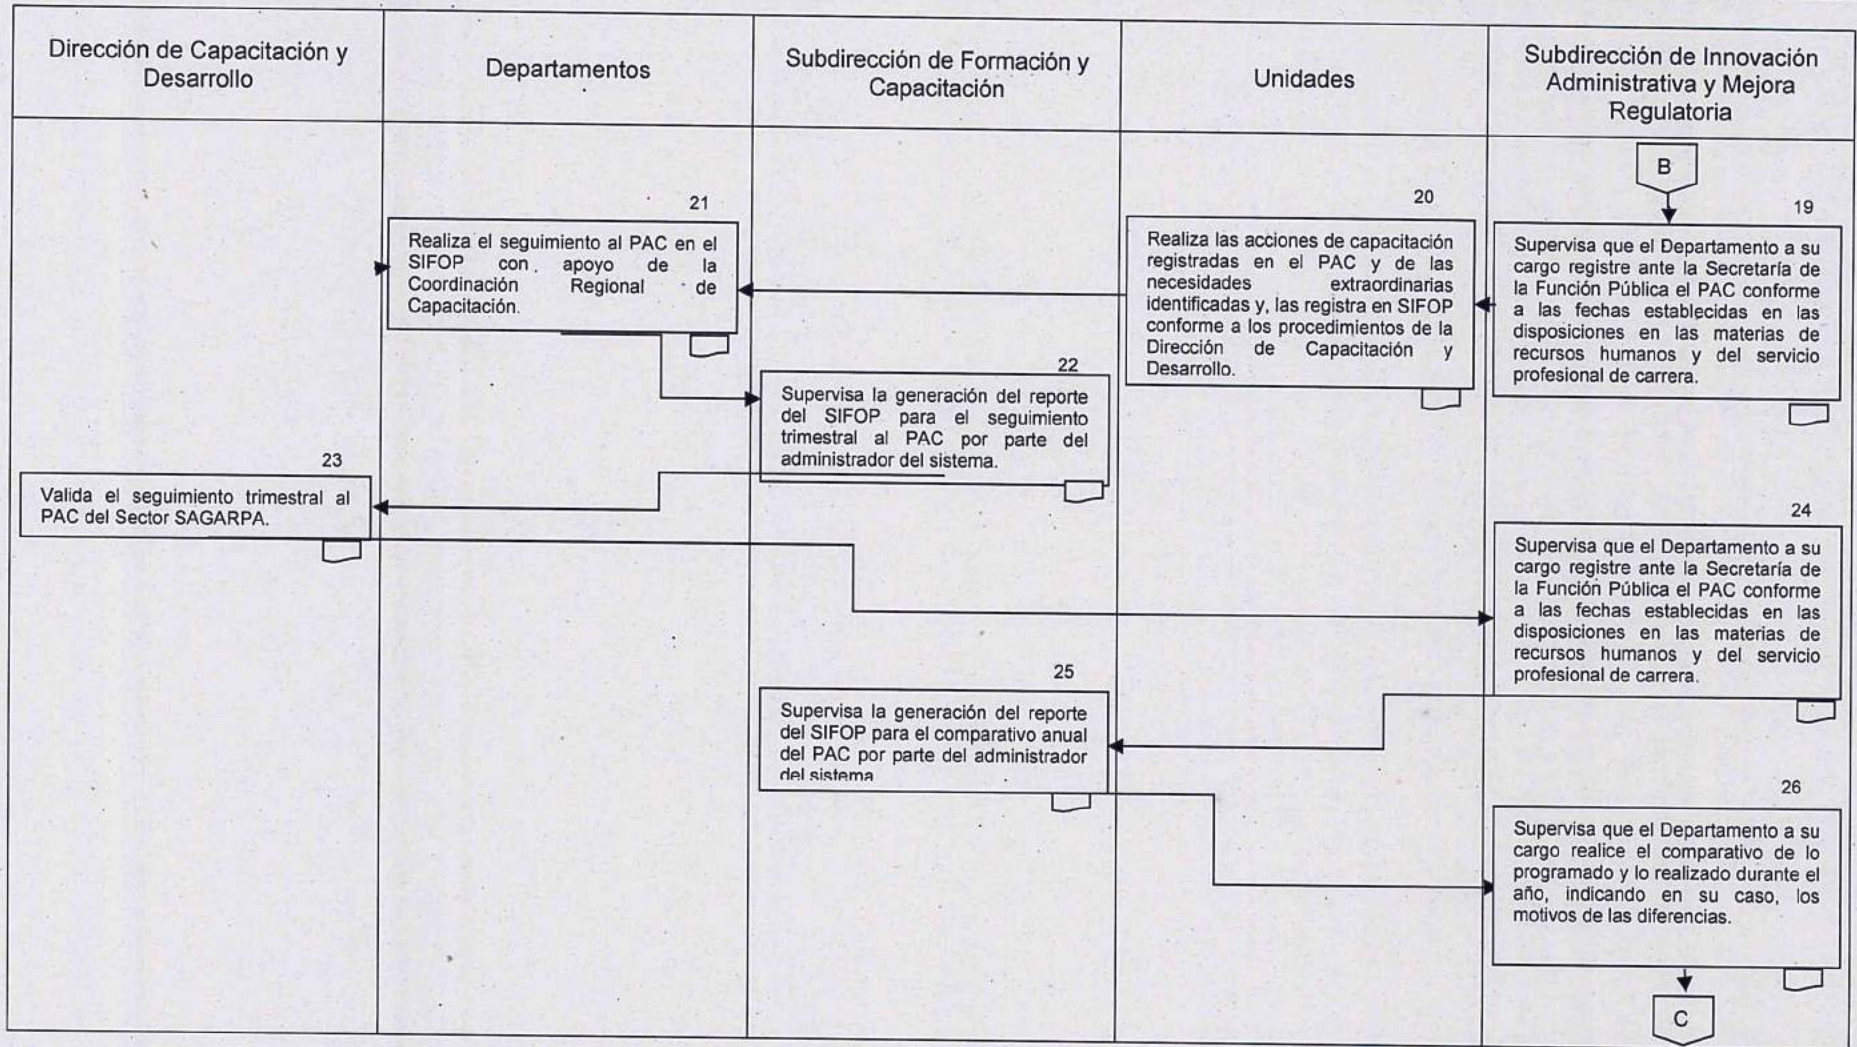 Dirección de Capacitación y
Desarrollo
Departamentos
Subdirección de Formación y
Capacitación
Unidades
Subdirección de Innovación
Administrativa y Mejora
Regulatoria
B
19
Supervisa que el Departamento a su
cargo registre ante la Secretaría de
la Función Pública el PAC conforme
a las fechas establecidas en las
disposiciones en las materias de
recursos humanos y del servicio
profesional de carrera.
20
Realiza las acciones de capacitación
registradas en el PAC y de las
necesidades extraordinarias
identificadas y, las registra en SIFOP
conforme a los procedimientos de la
Dirección de Capacitación y
Desarrollo.
21
Realiza el seguimiento al PAC en el
SIFOP con apoyo de la
Coordinación Regional de
Capacitación.
22
Supervisa la generación del reporte
del SIFOP para el seguimiento
trimestral al PAC por parte del
administrador del sistema.
23
Valida el seguimiento trimestral al
PAC del Sector SAGARPA.
24
Supervisa que el Departamento a su
cargo registre ante la Secretaría de
la Función Pública el PAC conforme
a las fechas establecidas en las
disposiciones en las materias de
recursos humanos y del servicio
profesional de carrera.
25
Supervisa la generación del reporte
del SIFOP para el comparativo anual
del PAC por parte del administrador
del sistema
26
Supervisa que el Departamento a su
cargo realice el comparativo de lo
programado y lo realizado durante el
año, indicando en su caso, los
motivos de las diferencias.
C